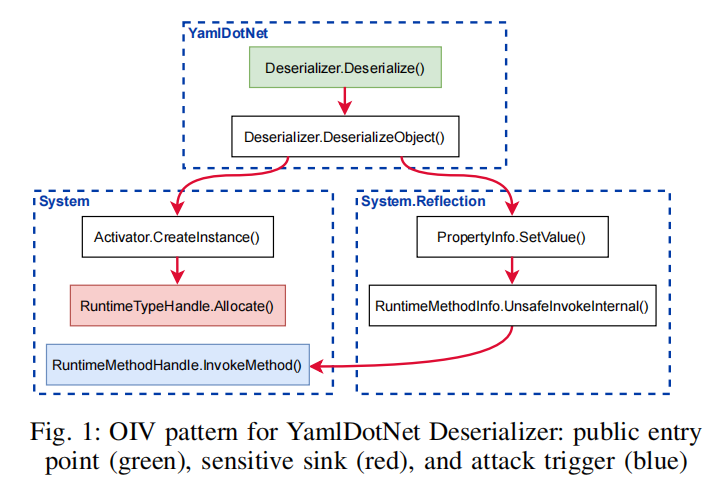 YamlDotNet
Deserializer.Deserialize()
Deserializer.DeserializeObject()
System
System.Reflection
Activator.CreateInstance()
PropertyInfo.SetValue()
RuntimeTypeHandle.Allocate()
RuntimeMethodInfo.UnsafeInvokeInternal()
RuntimeMethodHandle.InvokeMethod()
Fig. 1: OIV pattern for YamlDotNet Deserializer: public entry
point (green), sensitive sink (red), and attack trigger (blue)